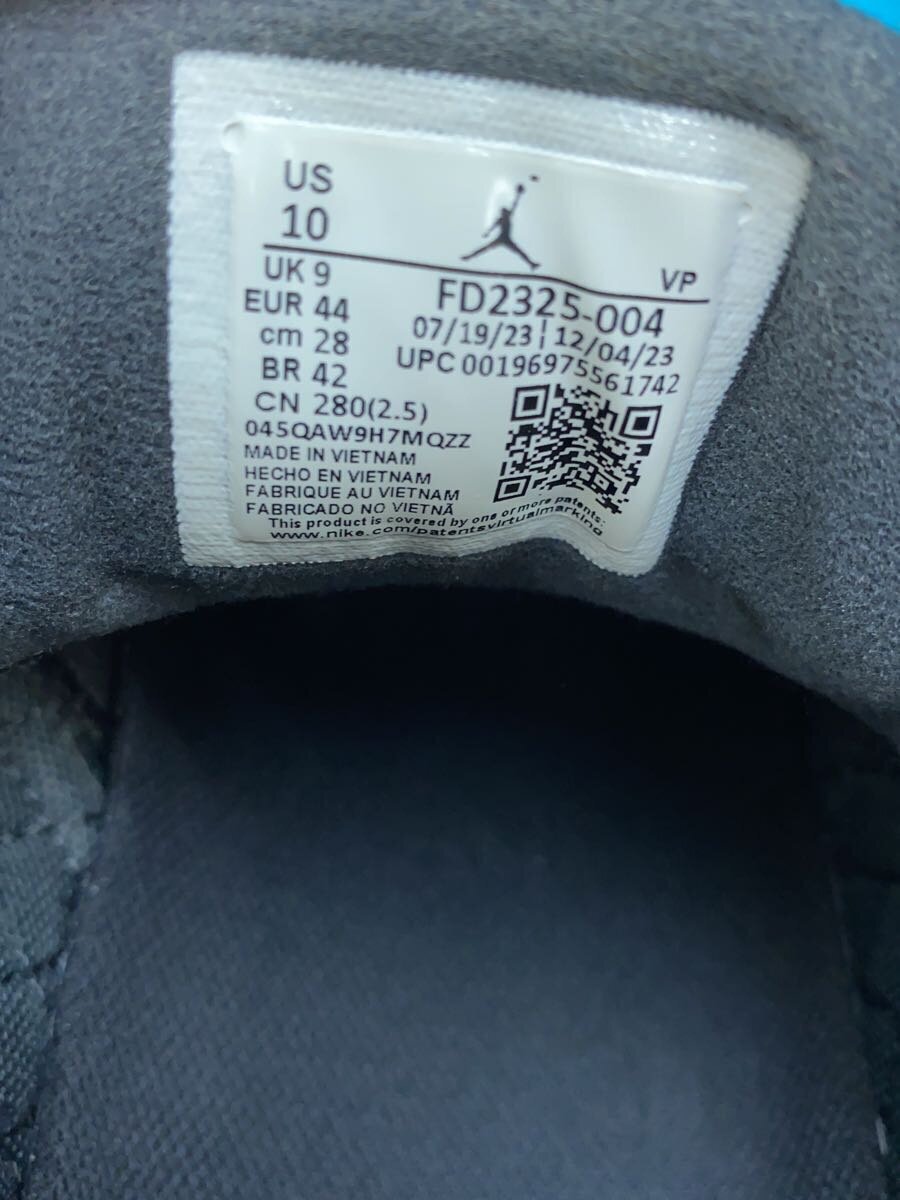 US
10
VP
UK 9
EUR 44
cm 28
BR 42
CN 280(2.5)
FD2325-004
07/19/23 | 12/04/23
UPC 00196975561742
045QAW9H7MQZZ
MADE IN VIETNAM
HECHO EN VIETNAM
FABRIQUE AU VIETNAM
FABRICADO NO VIETNÃ
This product is covered by one or more patents:
www.nike.com/patentsvirtualmarking